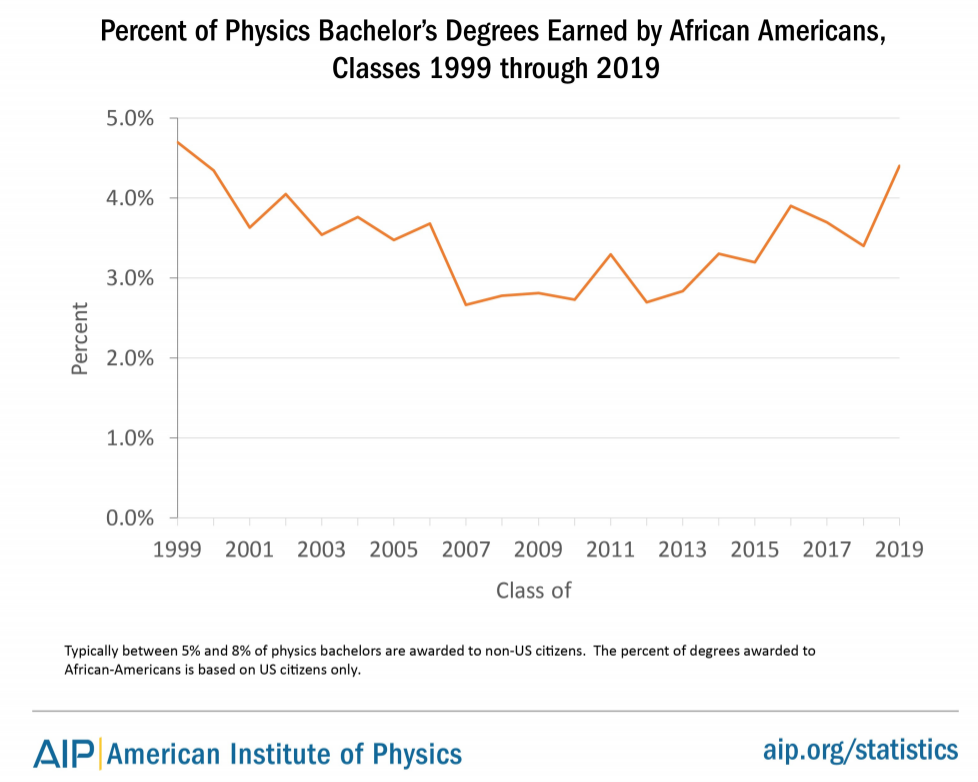 Percent of Physics Bachelor’s Degrees Earned by African Americans,
Classes 1999 through 2019
5.0%
4.0%
3.0%
2.0%
1.0%
0.0%
Percent
1999 2001 2003 2005 2007 2009 2011 2013 2015 2017 2019
Class of
Typically between 5% and 8% of physics bachelors are awarded to non-US citizens.  The percent of degrees awarded to
African-Americans is based on US citizens only.
AIP American Institute of Physics
aip.org/statistics